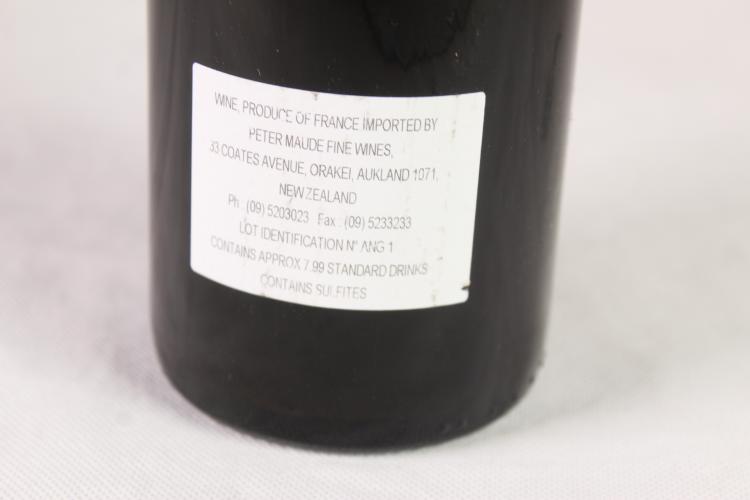 WINE, PRODUCE OF FRANCE IMPORTED BY
PETER MAUDE FINE WINES,
33 COATES AVENUE, ORAKEI, AUKLAND 1071,
NEW ZEALAND
Ph : (09) 5203023 Fax : (09) 5233233
LOT IDENTIFICATION N° ANG 1
CONTAINS APPROX 7.99 STANDARD DRINKS
CONTAINS SULFITES